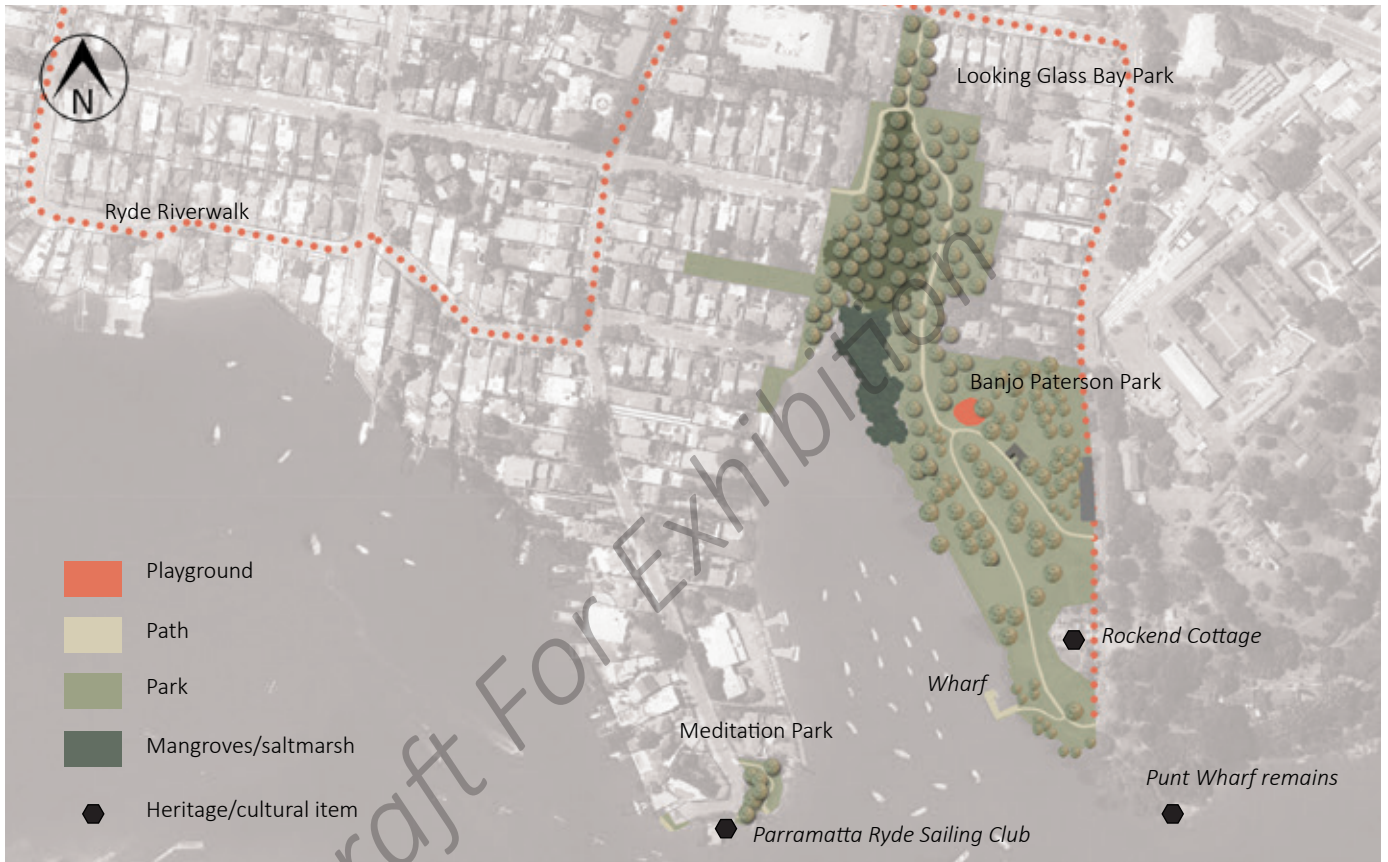 N
Looking Glass Bay Park
Ryde Riverwalk
Banjo Paterson Park
Playground
Path
Park
Mangroves/saltmarsh
Heritage/cultural item
Rockend Cottage
Wharf
Meditation Park
Punt Wharf remains
Parramatta Ryde Sailing Club
raft For Exhibition